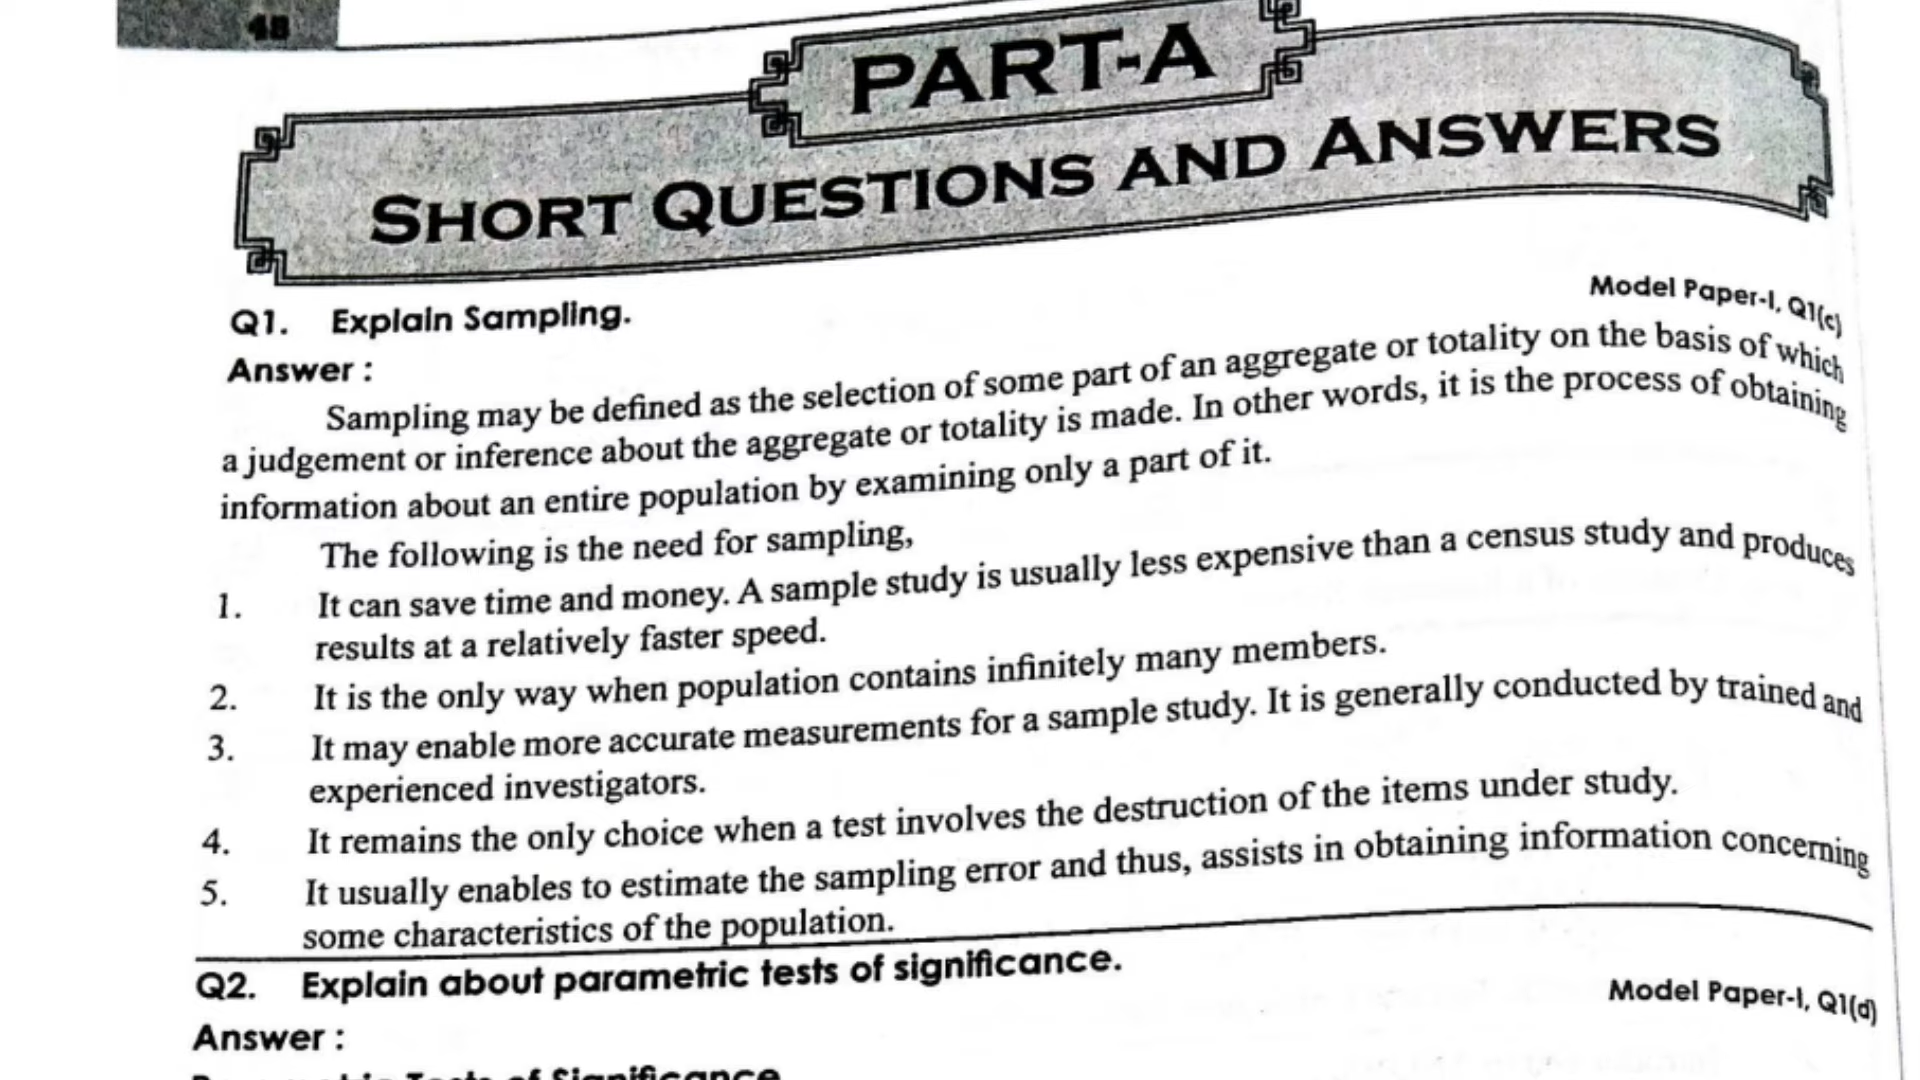 48
PART-A
SHORT QUESTIONS AND ANSWERS
Q1. Explain Sampling.
Model Paper-I, Q1(c)
Answer :
Sampling may be defined as the selection of some part of an aggregate or totality on the basis of which
a judgement or inference about the aggregate or totality is made. In other words, it is the process of obtaining
information about an entire population by examining only a part of it.
The following is the need for sampling,
1. It can save time and money. A sample study is usually less expensive than a census study and produces
results at a relatively faster speed.
2. It is the only way when population contains infinitely many members.
3. It may enable more accurate measurements for a sample study. It is generally conducted by trained and
experienced investigators.
4. It remains the only choice when a test involves the destruction of the items under study.
5. It usually enables to estimate the sampling error and thus, assists in obtaining information concerning
some characteristics of the population.
Q2. Explain about parametric tests of significance.
Model Paper-I, Q1(d)
Answer :
Parametric Tests of Significance